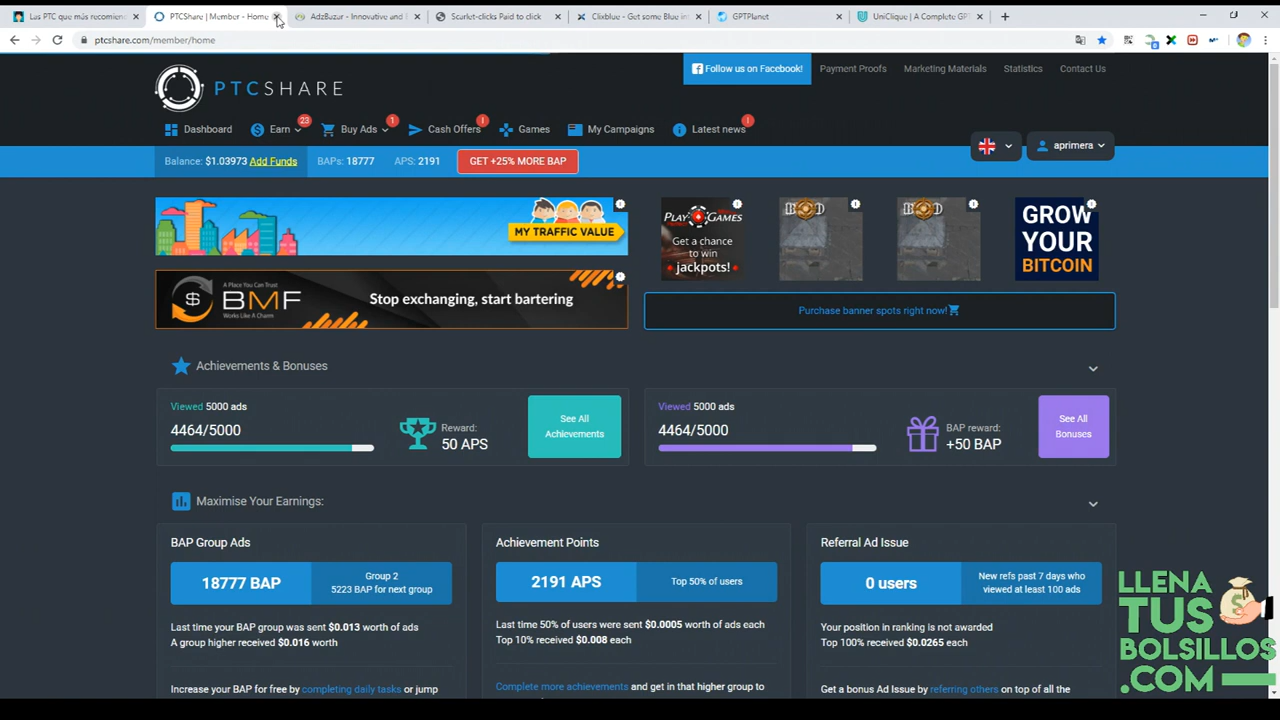 Las PTC que más recomien
PTCShare | Member - Home
AdzBuzur - Innovative and
Scarlet-clicks Paid to click
Clixblue - Get some Blue in
GPTPlanet
UniClique | A Complete GP
ptcshare.com/member/home
PTCSHARE
Follow us on Facebook!
Payment Proofs
Marketing Materials
Statistics
Contact Us
Dashboard
Earn
23
Buy Ads
1
Cash Offers
!
Games
My Campaigns
Latest news
!
Balance: $1.03973 Add Funds
BAPs: 18777
APS: 2191
GET +25% MORE BAP
aprimera
MY TRAFFIC VALUE
PLAY GAMES
Get a chance
to win
jackpots!
GROW
YOUR
BITCOIN
A Place You Can Trust
BMF
Works Like A Charm
Stop exchanging, start bartering
Purchase banner spots right now!
Achievements & Bonuses
Viewed 5000 ads
4464/5000
Reward:
50 APS
See All
Achievements
Viewed 5000 ads
4464/5000
BAP reward:
+50 BAP
See All
Bonuses
Maximise Your Earnings:
BAP Group Ads
18777 BAP
Group 2
5223 BAP for next group
Last time your BAP group was sent $0.013 worth of ads
A group higher received $0.016 worth
Increase your BAP for free by completing daily tasks or jump
Achievement Points
2191 APS
Top 50% of users
Last time 50% of users were sent $0.0005 worth of ads each
Top 10% received $0.008 each
Complete more achievements and get in that higher group to
Referral Ad Issue
0 users
New refs past 7 days who
viewed at least 100 ads
Your position in ranking is not awarded
Top 100% received $0.0265 each
Get a bonus Ad Issue by referring others on top of all the
LLENA
TUS
BOLSILLOS
.COM